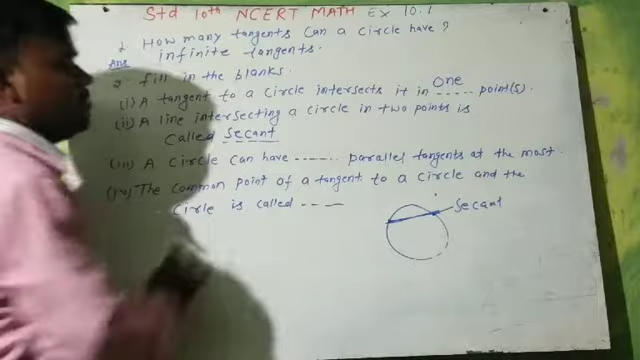 Std 10th NCERT MATH EX 10.1
1. How many tangents can a circle have?
Ans infinite tangents.
2. fill in the blanks.
(i) A tangent to a circle intersects it in one point(s).
(ii) A line intersecting a circle in two points is
called secant
(iii) A circle can have ----- parallel tangents at the most.
(iv) The common point of a tangent to a circle and the
cirle is called ----
Secant